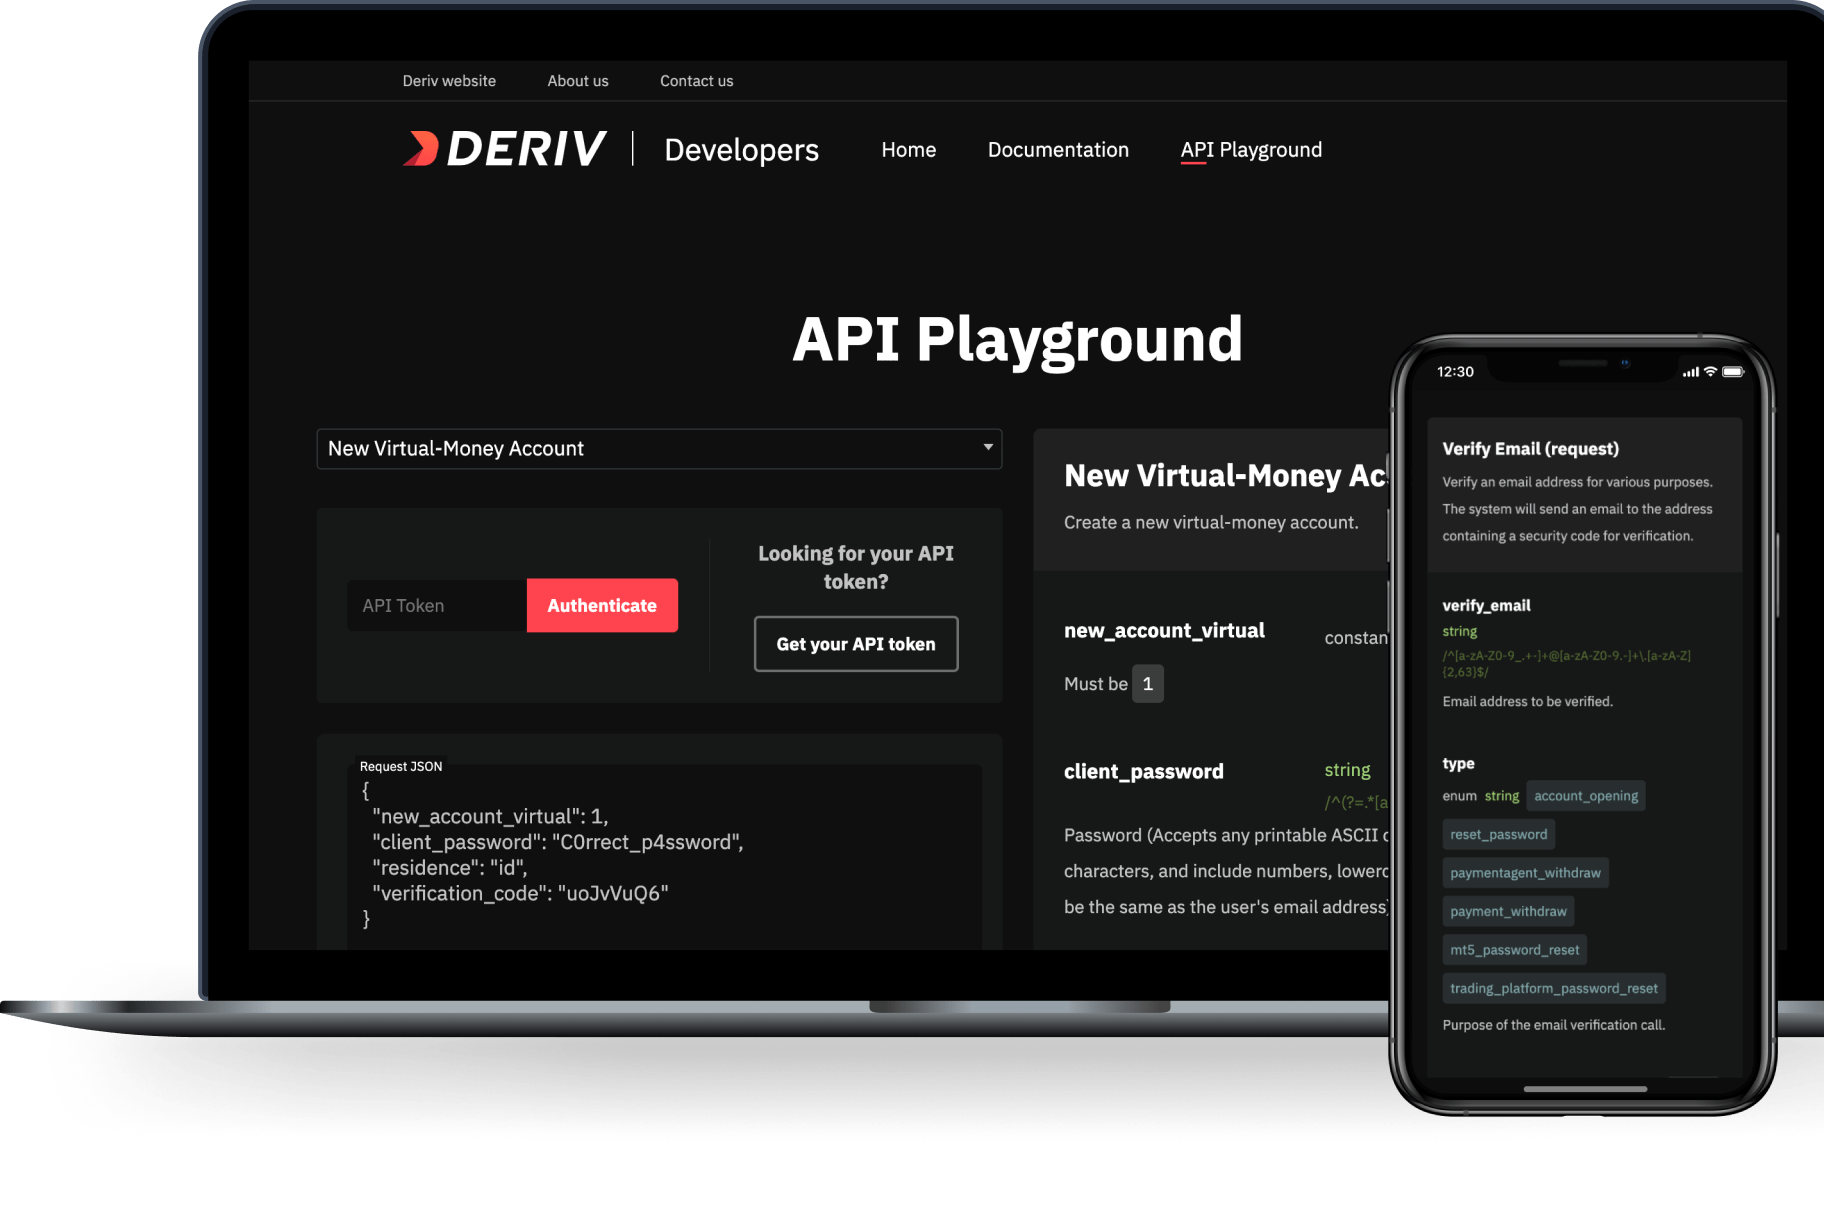 Deriv website About us Contact us
DERIV | Developers Home Documentation API Playground
API Playground
New Virtual-Money Account
API Token Authenticate
Looking for your API
token?
Get your API token
Request JSON
{
"new_account_virtual": 1,
"client_password": "C0rrect_p4ssword",
"residence": "id",
"verification_code": "uoJvVuQ6"
}
New Virtual-Money Ac
Create a new virtual-money account.
new_account_virtual constan
Must be 1
client_password string
/^(?=.*[a
Password (Accepts any printable ASCII c
characters, and include numbers, lowerc
be the same as the user's email address)
12:30
Verify Email (request)
Verify an email address for various purposes.
The system will send an email to the address
containing a security code for verification.
verify_email
string
/^[a-zA-Z0-9_.+-]+@[a-zA-Z0-9.-]+\.[a-zA-Z]
{2,63}$/
Email address to be verified.
type
enum string account_opening
reset_password
paymentagent_withdraw
payment_withdraw
mt5_password_reset
trading_platform_password_reset
Purpose of the email verification call.